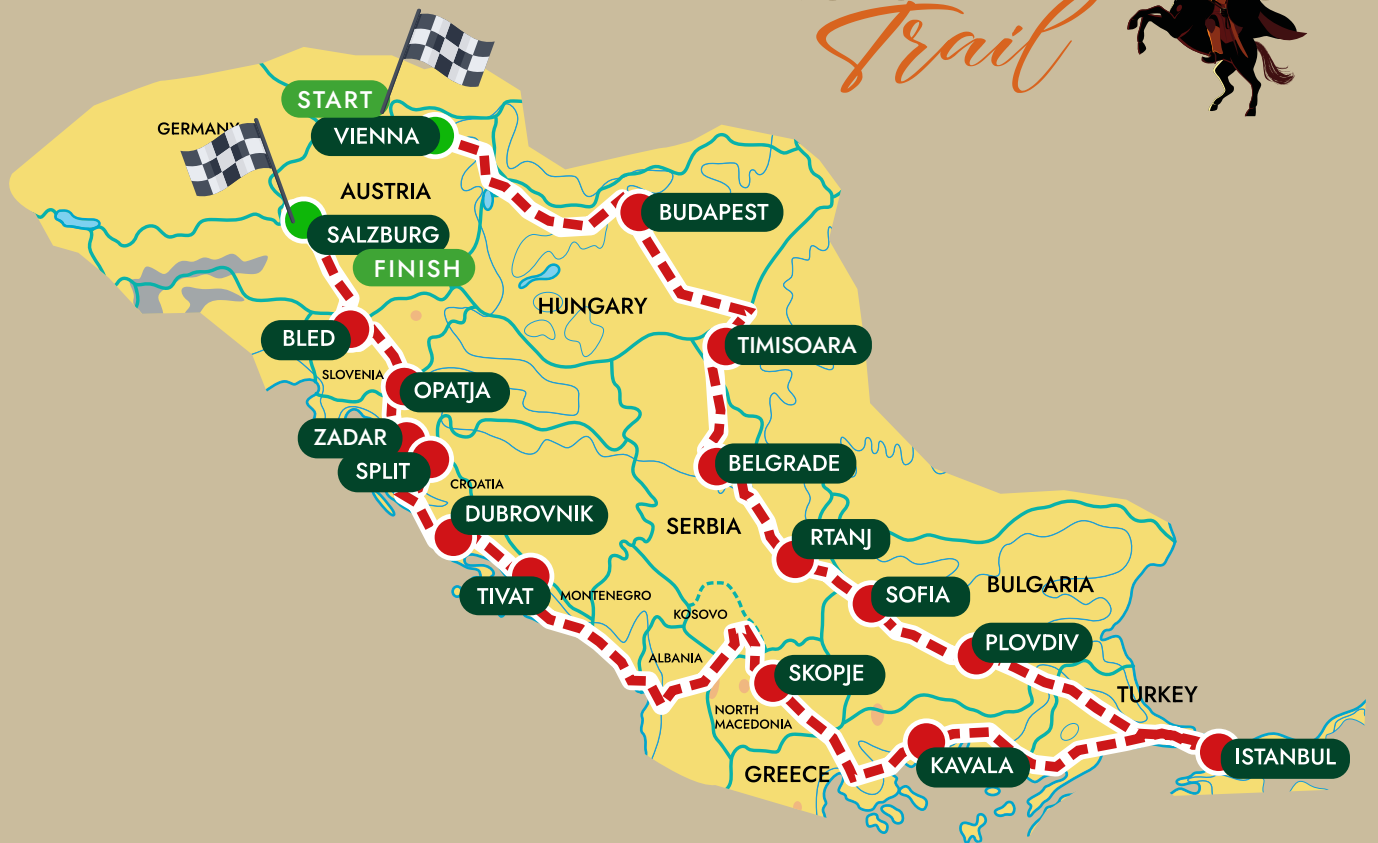 Trail
START
GERMANY
VIENNA
AUSTRIA
BUDAPEST
SALZBURG
FINISH
HUNGARY
BLED
TIMISOARA
SLOVENIA
OPATJA
ZADAR
SPLIT
BELGRADE
CROATIA
DUBROVNIK
SERBIA
RTANJ
BULGARIA
TIVAT
MONTENEGRO
SOFIA
KOSOVO
PLOVDIV
ALBANIA
SKOPJE
TURKEY
NORTH
MACEDONIA
ISTANBUL
KAVALA
GREECE